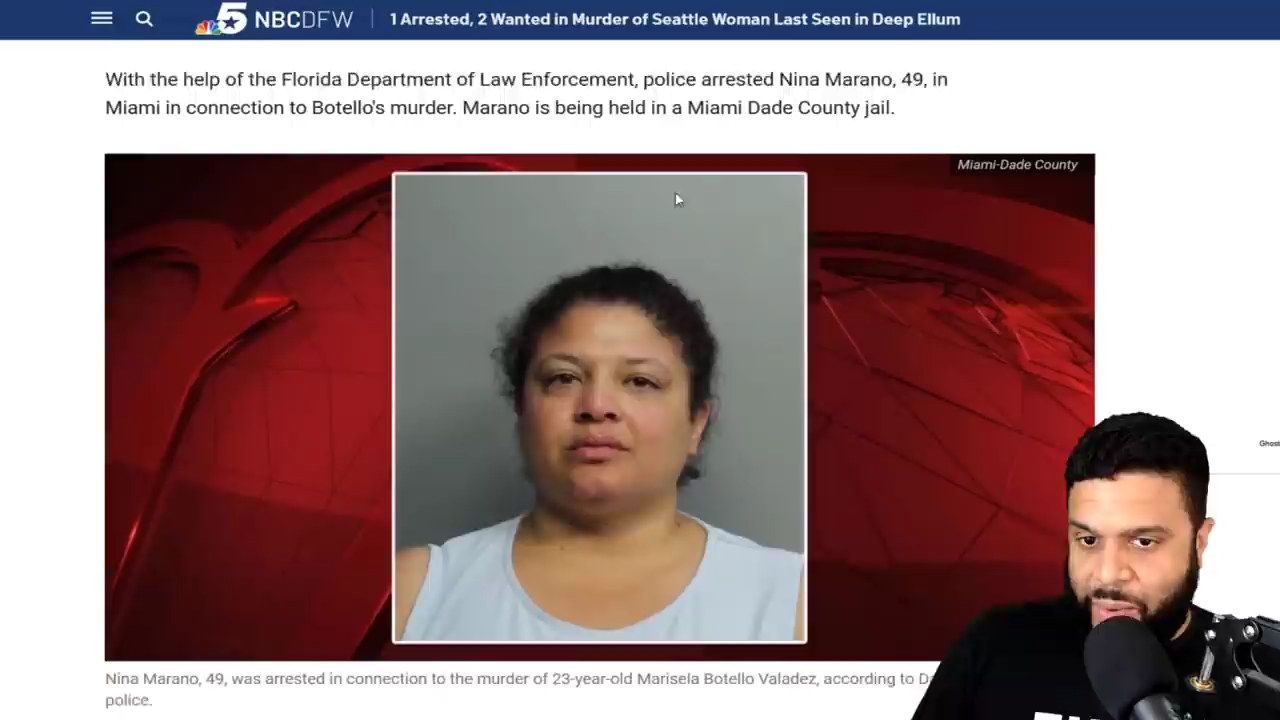 5 NBCDFW 1 Arrested, 2 Wanted in Murder of Seattle Woman Last Seen in Deep Ellum
With the help of the Florida Department of Law Enforcement, police arrested Nina Marano, 49, in
Miami in connection to Botello's murder. Marano is being held in a Miami Dade County jail.
Miami-Dade County
Ghost
Nina Marano, 49, was arrested in connection to the murder of 23-year-old Marisela Botello Valadez, according to
police.